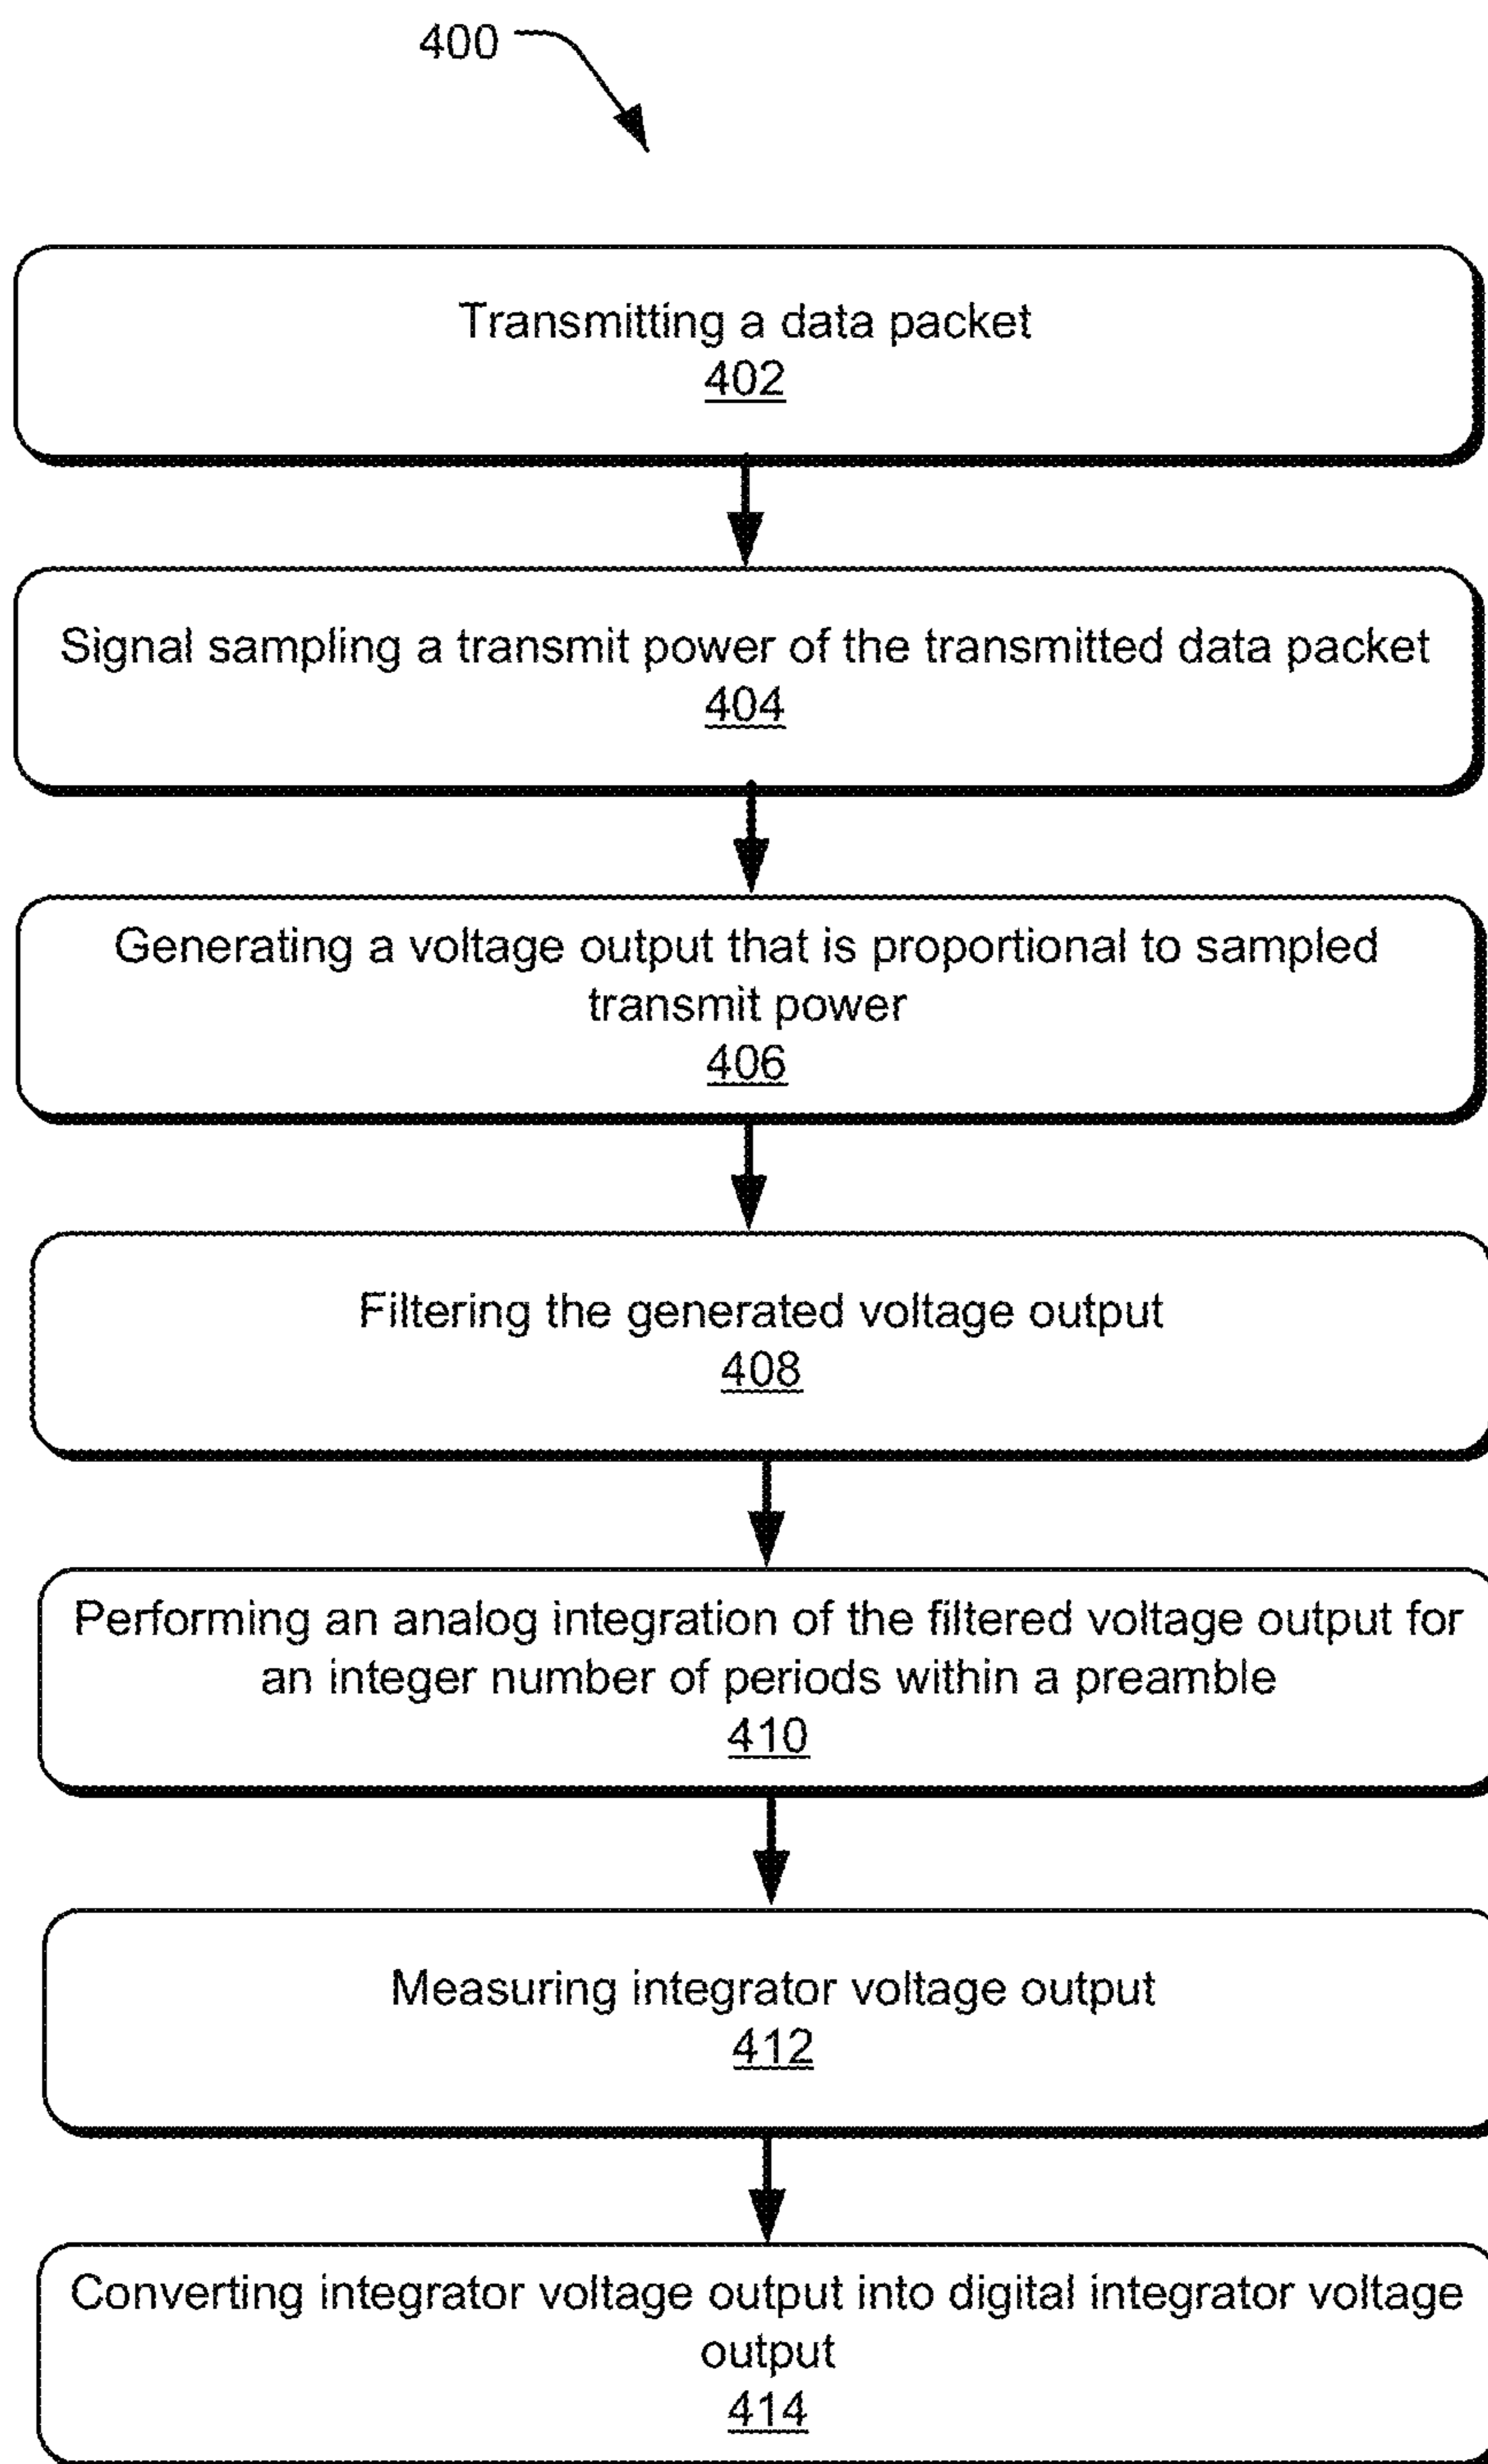 400
Transmitting a data packet
402
Signal sampling a transmit power of the transmitted data packet
404
Generating a voltage output that is proportional to sampled
transmit power
406
Filtering the generated voltage output
408
Performing an analog integration of the filtered voltage output for
an integer number of periods within a preamble
410
Measuring integrator voltage output
412
Converting integrator voltage output into digital integrator voltage
output
414